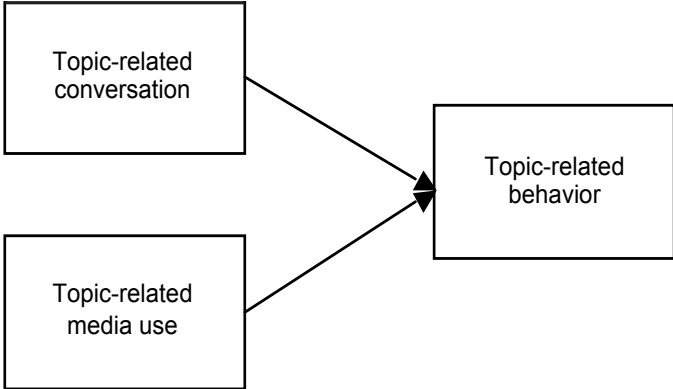 Topic-related
conversation
Topic-related
behavior
Topic-related
media use